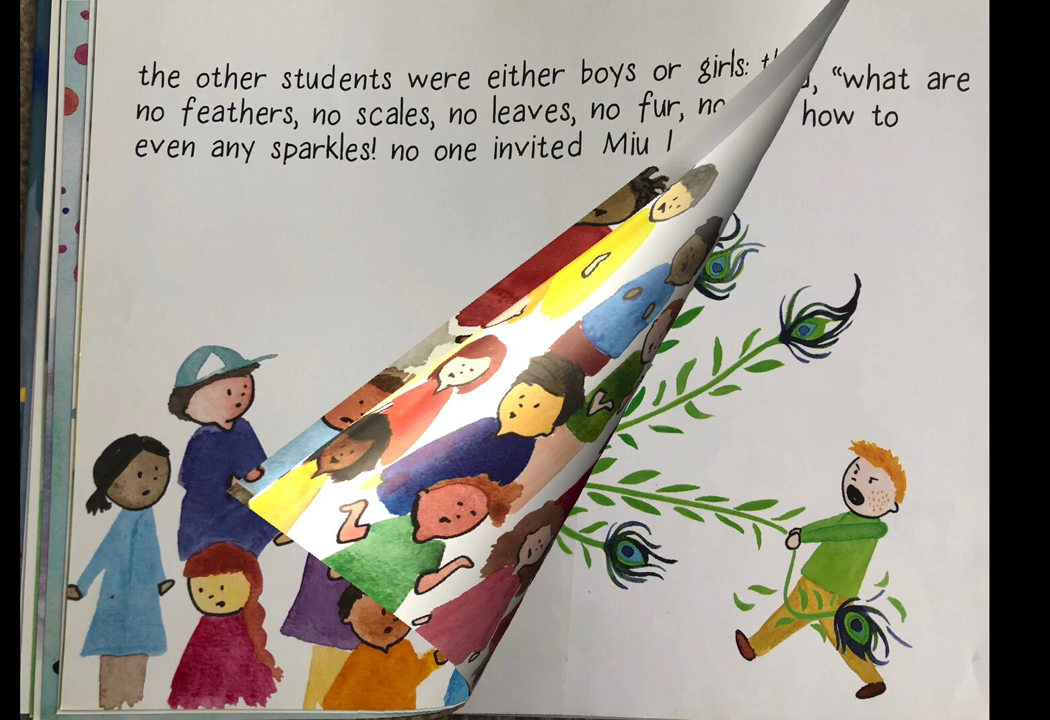 the other students were either boys or girls: “what are
no feathers, no scales, no leaves, no fur, how to
even any sparkles! no one invited Miu